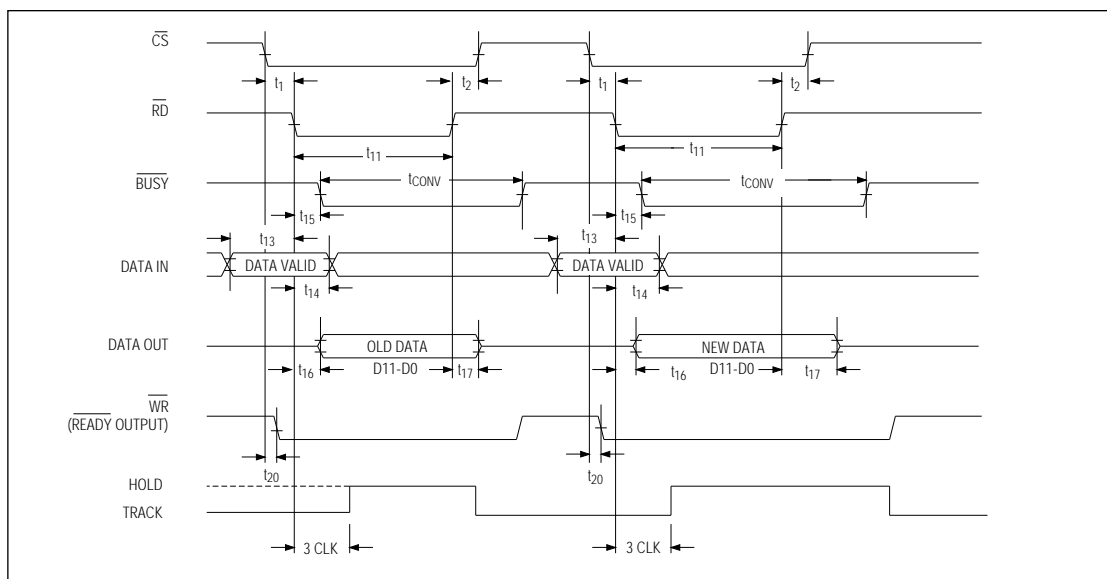 CS
t1 t2 t1 t2
RD
t11 t11
BUSY
tCONV tCONV
t15 t15
t13 t13
DATA IN DATA VALID DATA VALID
t14 t14
DATA OUT OLD DATA NEW DATA
t16 D11-D0 t17 t16 D11-D0 t17
WR
(READY OUTPUT)
t20 t20
HOLD
TRACK
3 CLK 3 CLK